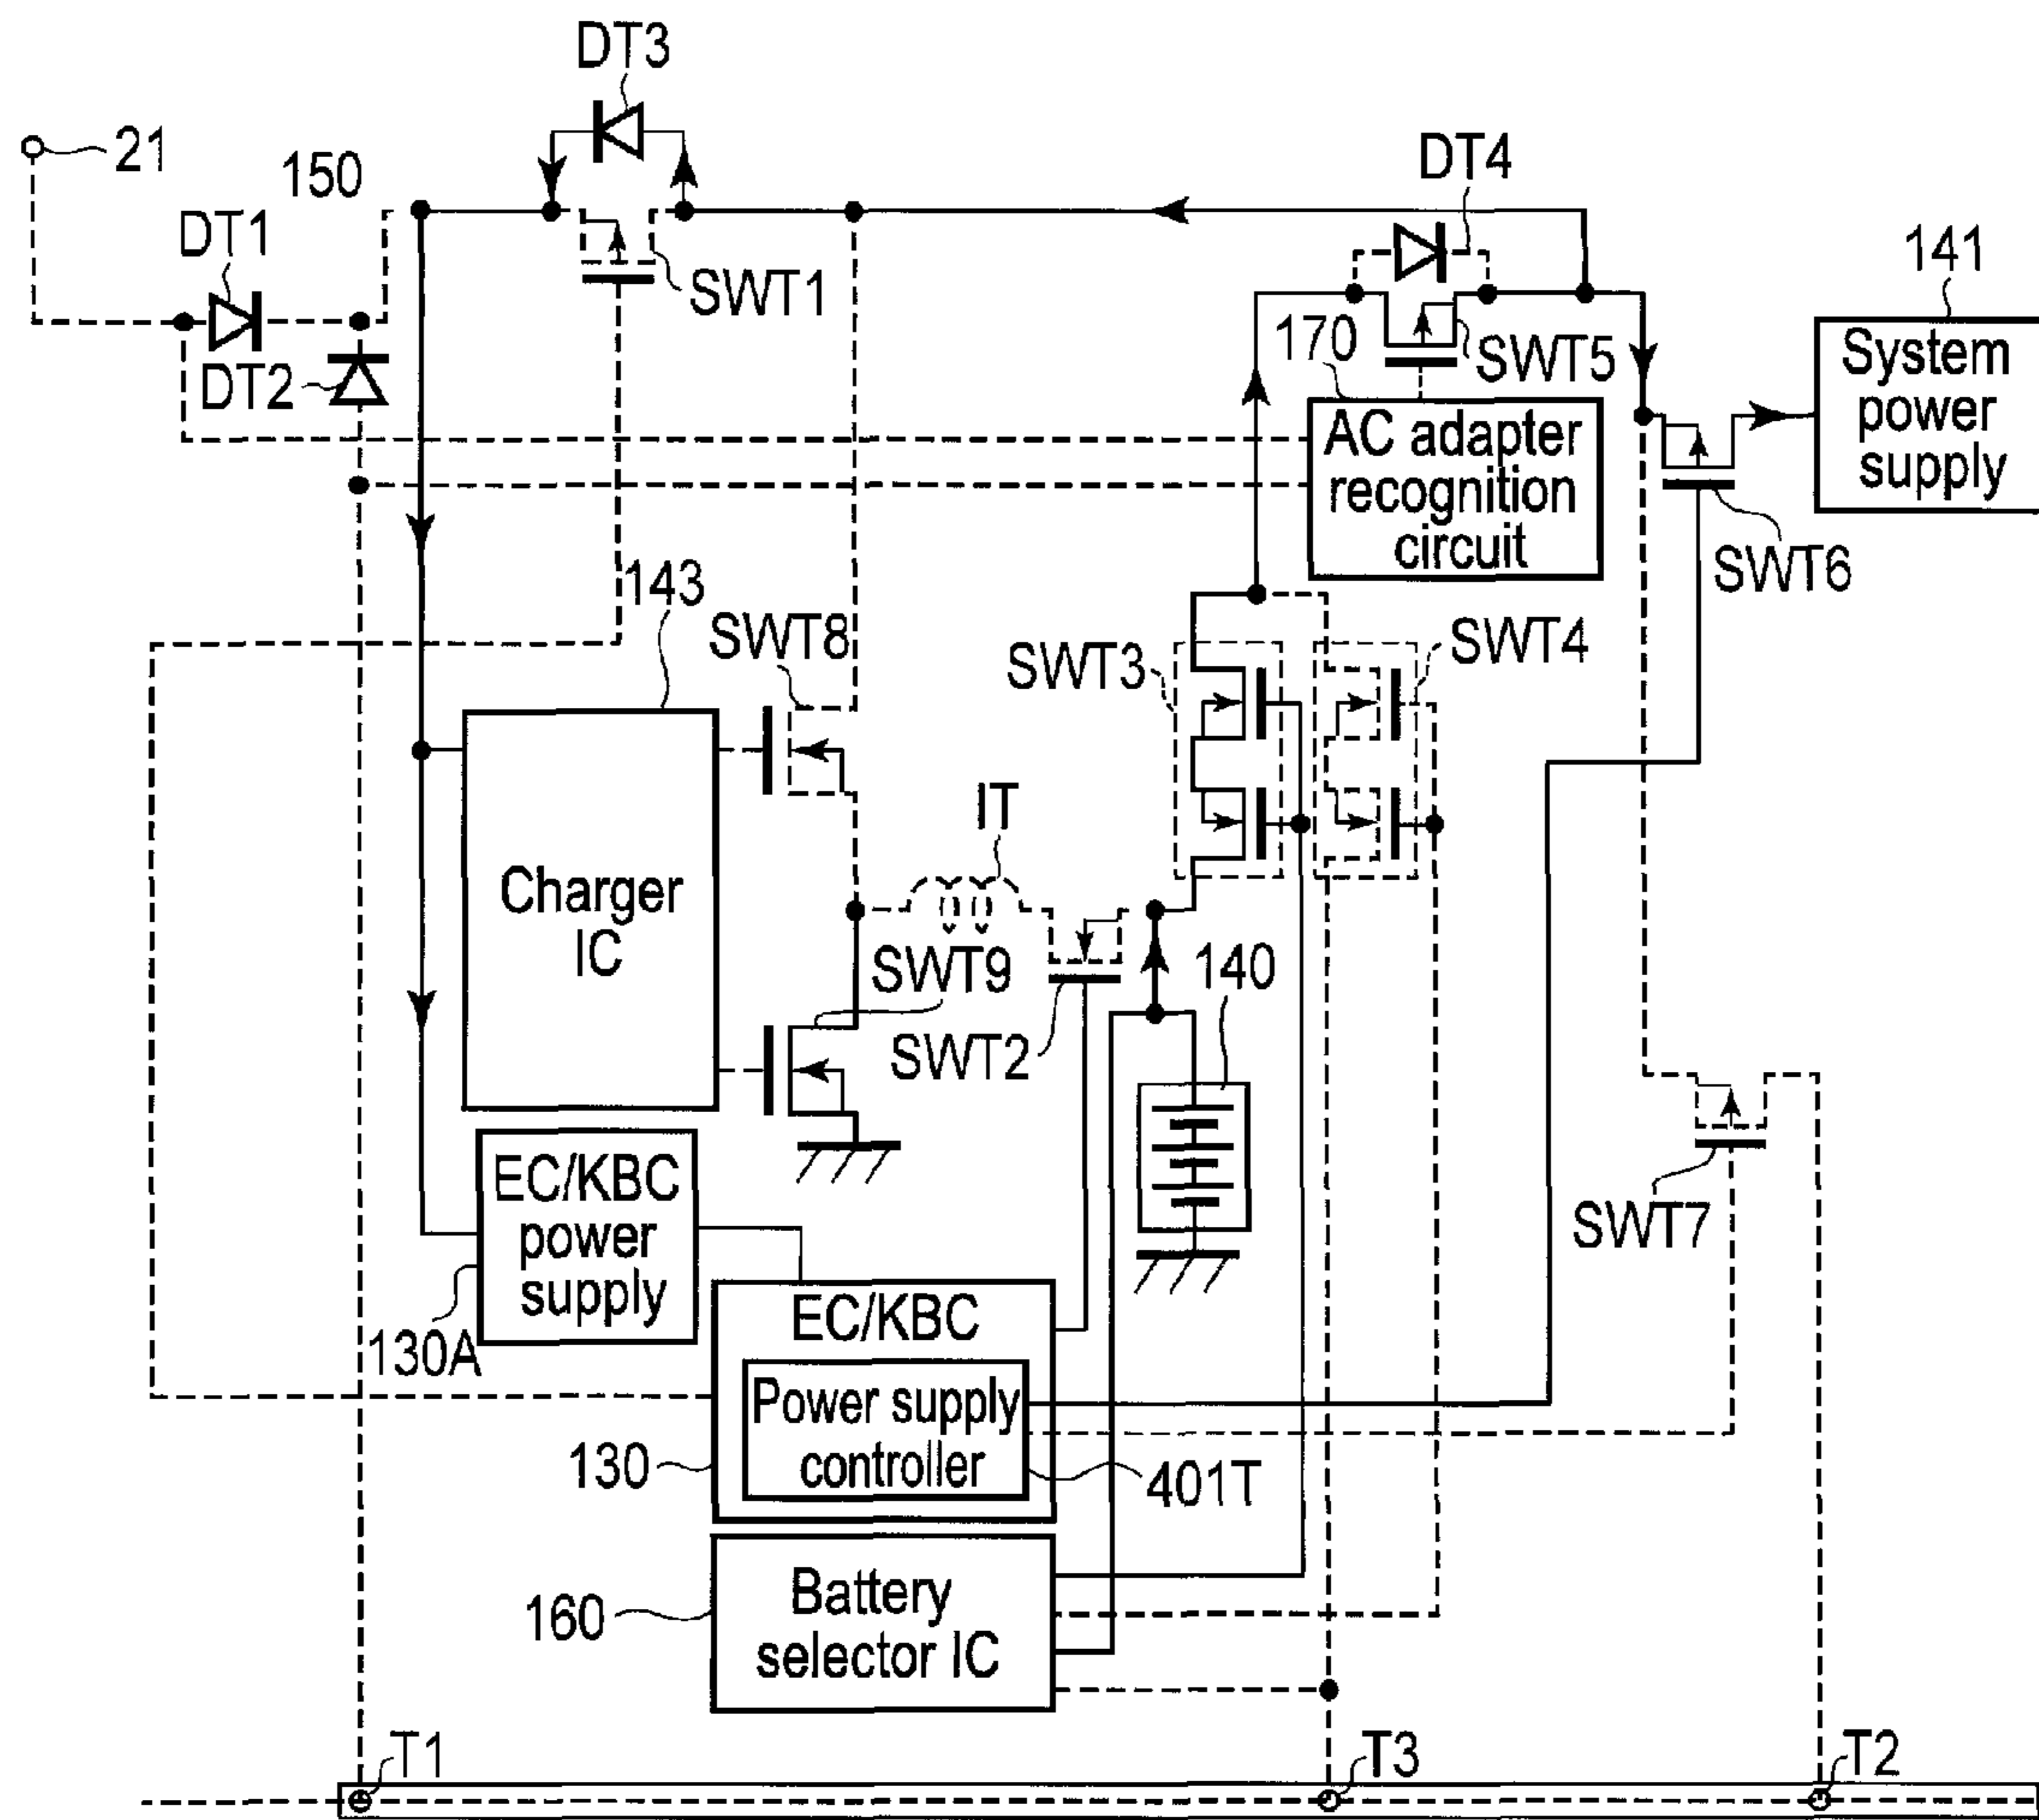 DT3
21
150
DT4
DT1
141
SWT1
170
SWT5
System
power
supply
DT2
AC adapter
recognition
circuit
SWT6
143
SWT8
SWT3
SWT4
IT
Charger
IC
SWT9
140
SWT2
EC/KBC
power
supply
SWT7
130A
EC/KBC
Power supply
controller
130
401T
Battery
selector IC
160
T1
T3
T2